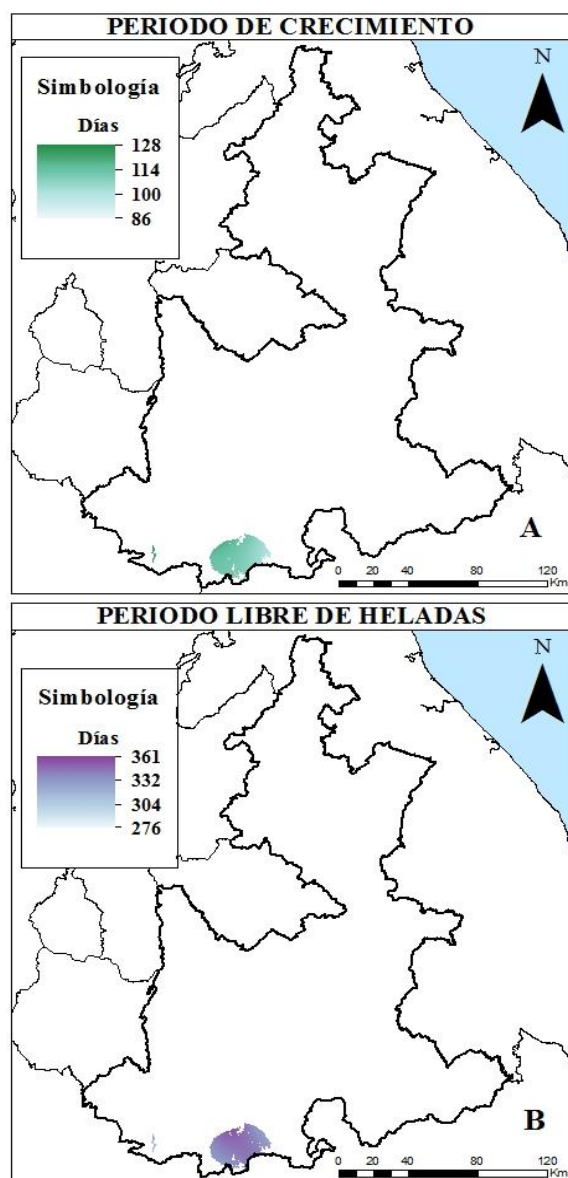 PERIODO DE CRECIMIENTO
N
Simbología
Días
128
114
100
86
A
0 20 40 80 120
Km
PERIODO LIBRE DE HELADAS
N
Simbología
Días
361
332
304
276
B
0 20 40 80 120
Km